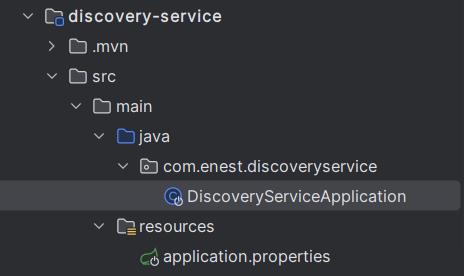 discovery-service
.mvn
src
main
java
com.enest.discoveryservice
DiscoveryServiceApplication
resources
application.properties